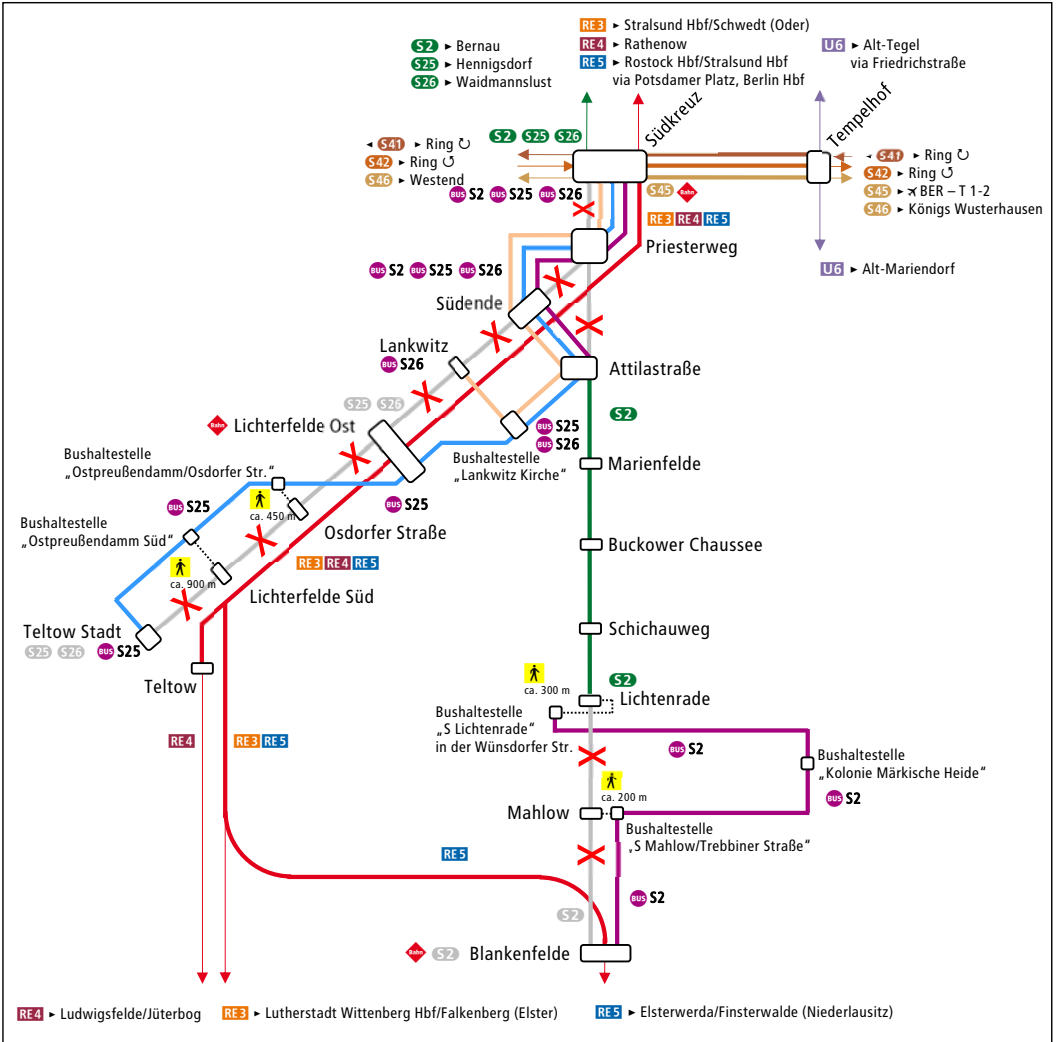 RE3 ► Stralsund Hbf/Schwedt (Oder)
S2 ► Bernau
RE4 ► Rathenow
U6 ► Alt-Tegel
S25 ► Hennigsdorf
RE5 ► Rostock Hbf/Stralsund Hbf
via Friedrichstraße
S26 ► Waidmannslust
via Potsdamer Platz, Berlin Hbf
Südkreuz
Tempelhof
S2 S25 S26
◄ S41 ► Ring ↻
S42 ► Ring ↺
S46 ► Westend
◄ S41 ► Ring ↻
S42 ► Ring ↺
S45 ► ✈ BER – T 1-2
S46 ► Königs Wusterhausen
BUS S2 BUS S25 BUS S26
S45 Bahn
RE3 RE4 RE5
Priesterweg
BUS S2 BUS S25 BUS S26
U6 ► Alt-Mariendorf
Südende
Lankwitz
BUS S26
Attilastraße
S25 S26
S2
Bahn Lichterfelde Ost
BUS S25
BUS S26
Bushaltestelle
„Ostpreußendamm/Osdorfer Str.“
Bushaltestelle
„Lankwitz Kirche“
Marienfelde
BUS S25
BUS S25
ca. 450 m
Bushaltestelle
„Ostpreußendamm Süd“
Osdorfer Straße
Buckower Chaussee
RE3 RE4 RE5
ca. 900 m
Lichterfelde Süd
Teltow Stadt
S25 S26 BUS S25
Schichauweg
Teltow
S2
ca. 300 m
Lichtenrade
Bushaltestelle
„S Lichtenrade“
in der Wünsdorfer Str.
RE4
RE3 RE5
BUS S2
Bushaltestelle
„Kolonie Märkische Heide“
BUS S2
ca. 200 m
Mahlow
Bushaltestelle
„S Mahlow/Trebbiner Straße“
RE5
BUS S2
S2
Bahn S2 Blankenfelde
RE4 ► Ludwigsfelde/Jüterbog
RE3 ► Lutherstadt Wittenberg Hbf/Falkenberg (Elster)
RE5 ► Elsterwerda/Finsterwalde (Niederlausitz)